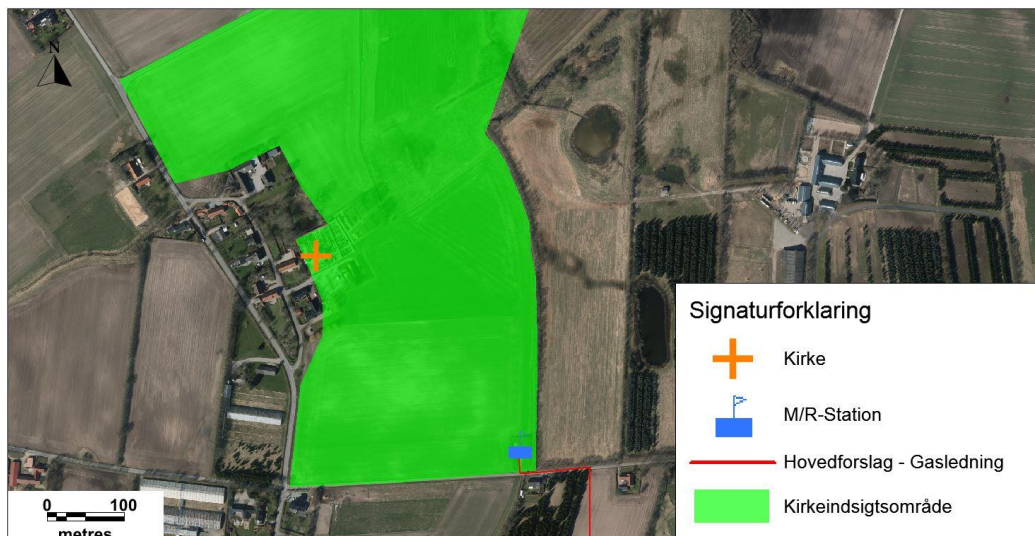 N
Signaturforklaring
Kirke
M/R-Station
Hovedforslag - Gasledning
Kirkeindsigtsområde
0 100
metres